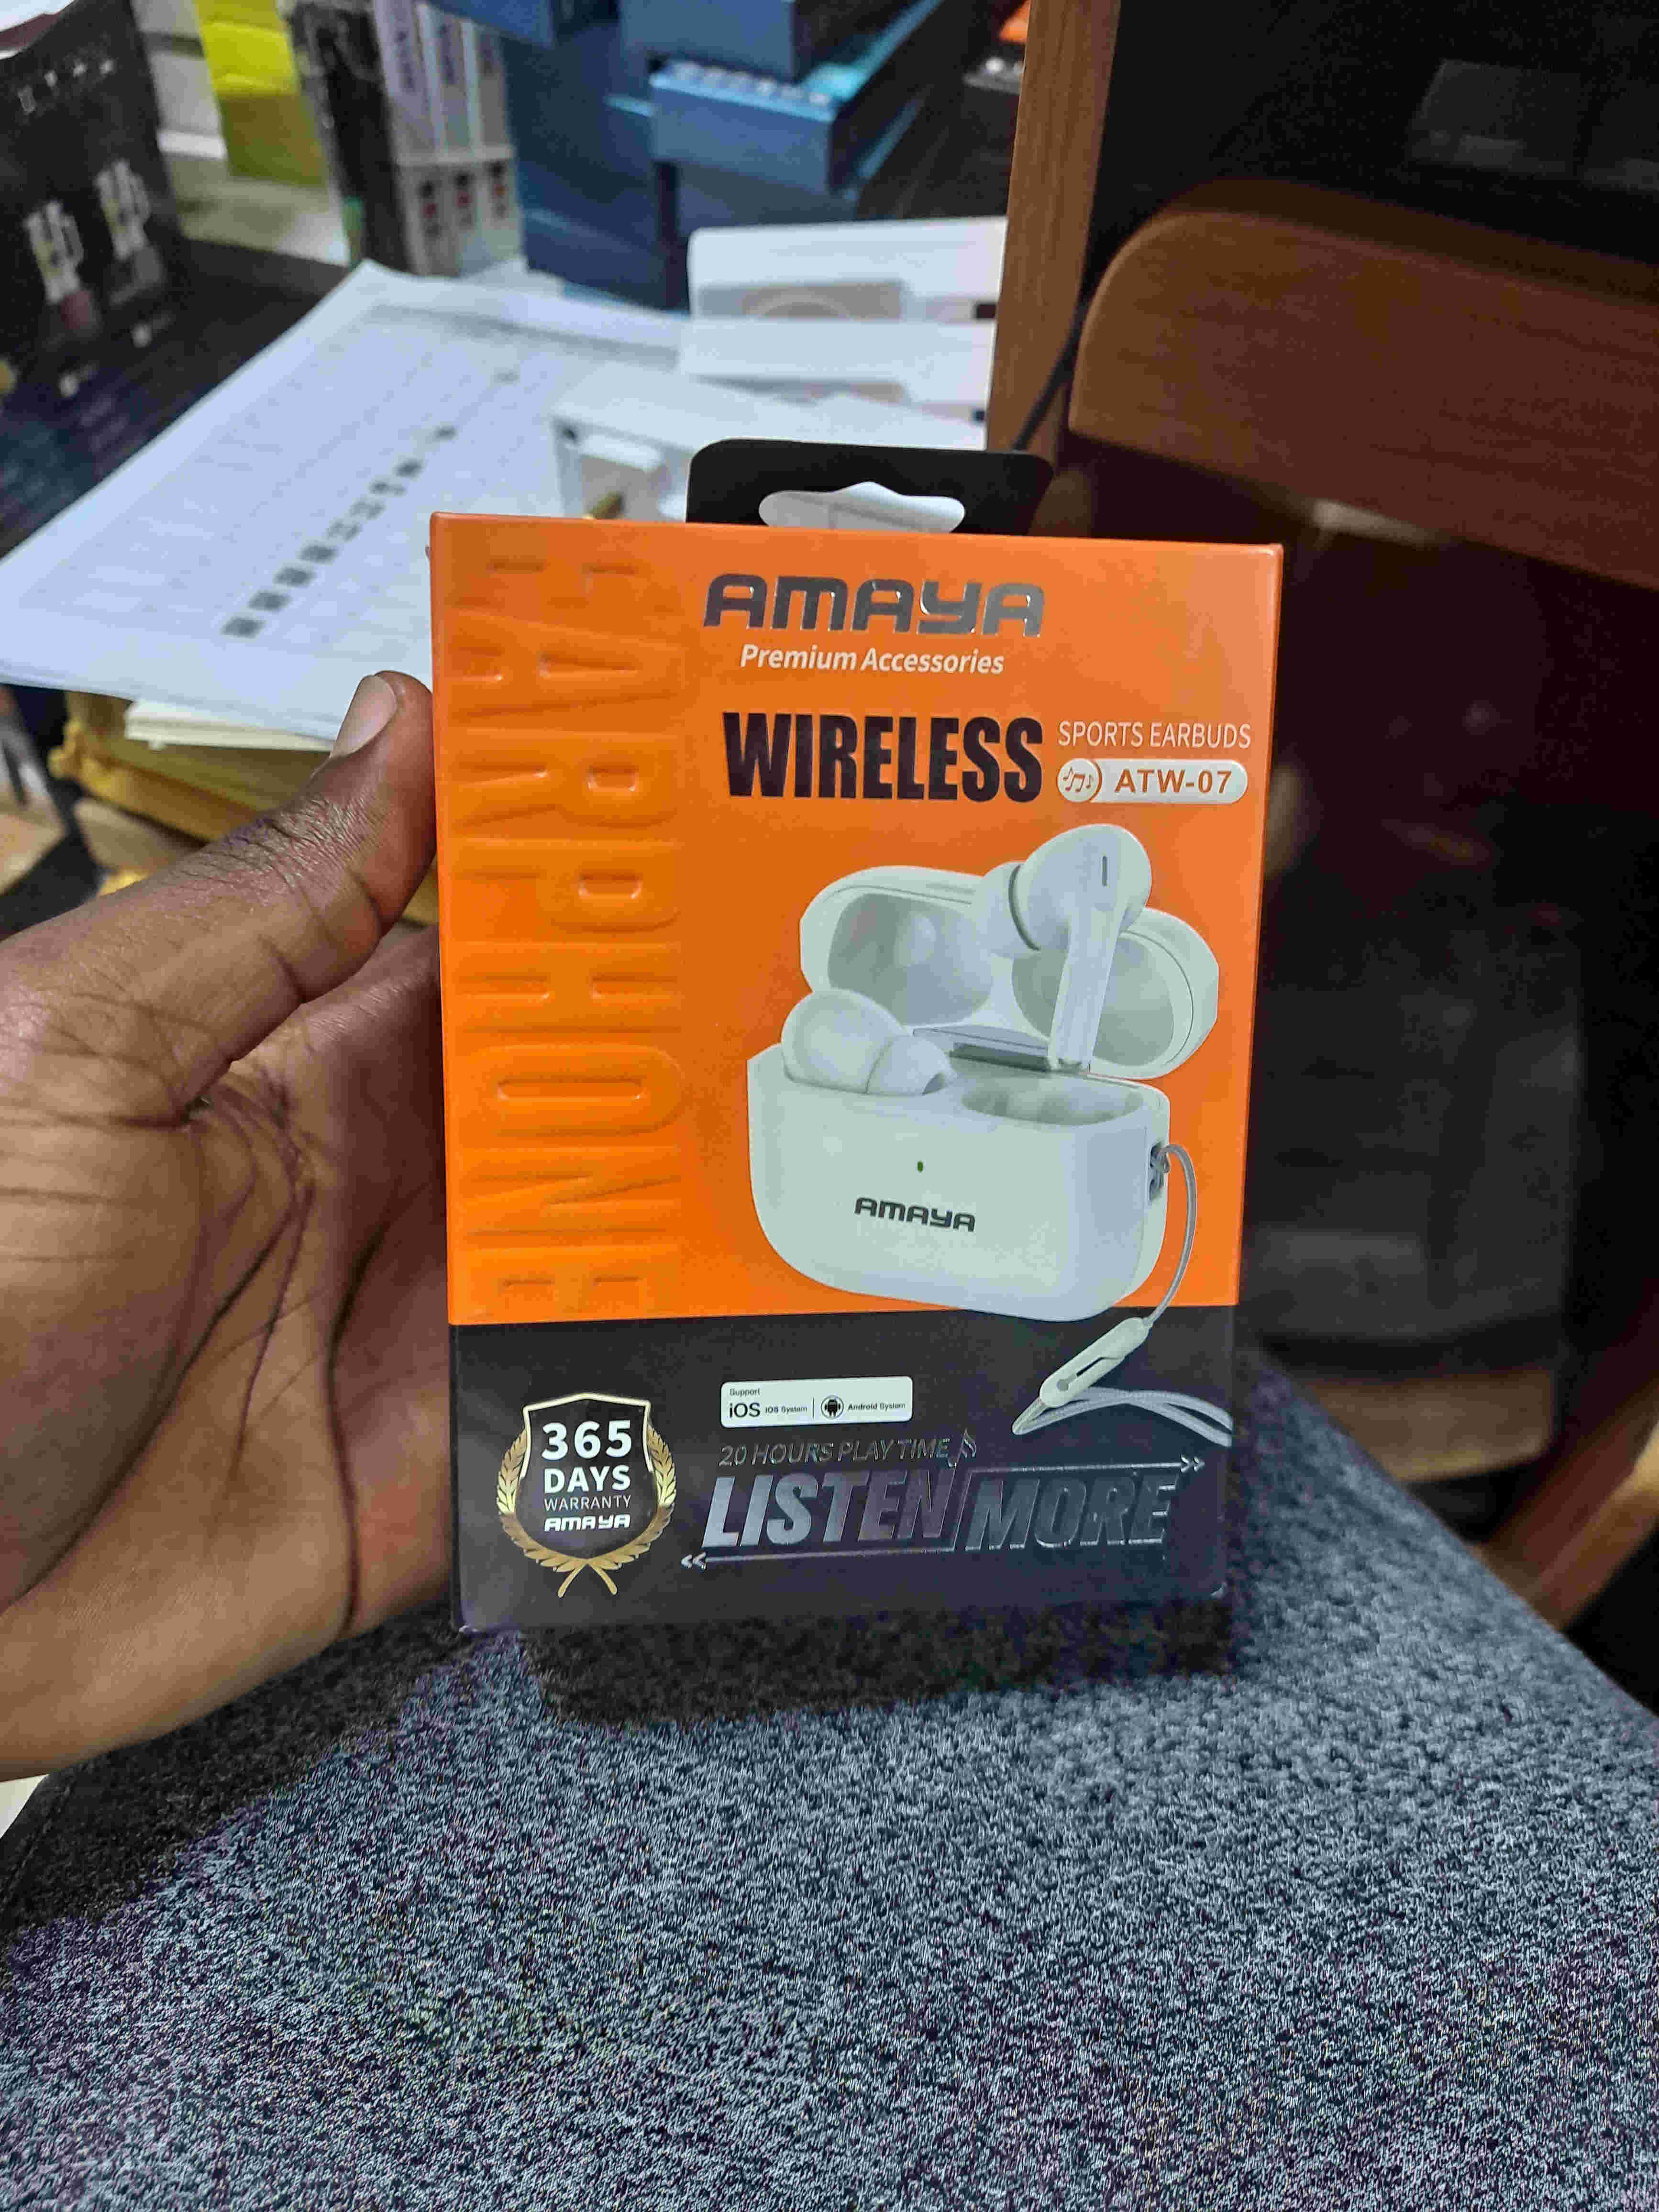 AMAYA
Premium Accessories
WIRELESS
SPORTS EARBUDS
ATW-07
AMAYA
365
DAYS
WARRANTY
AMAYA
Support
iOS iOS System
Android System
20 HOURS PLAY TIME
LISTEN MORE